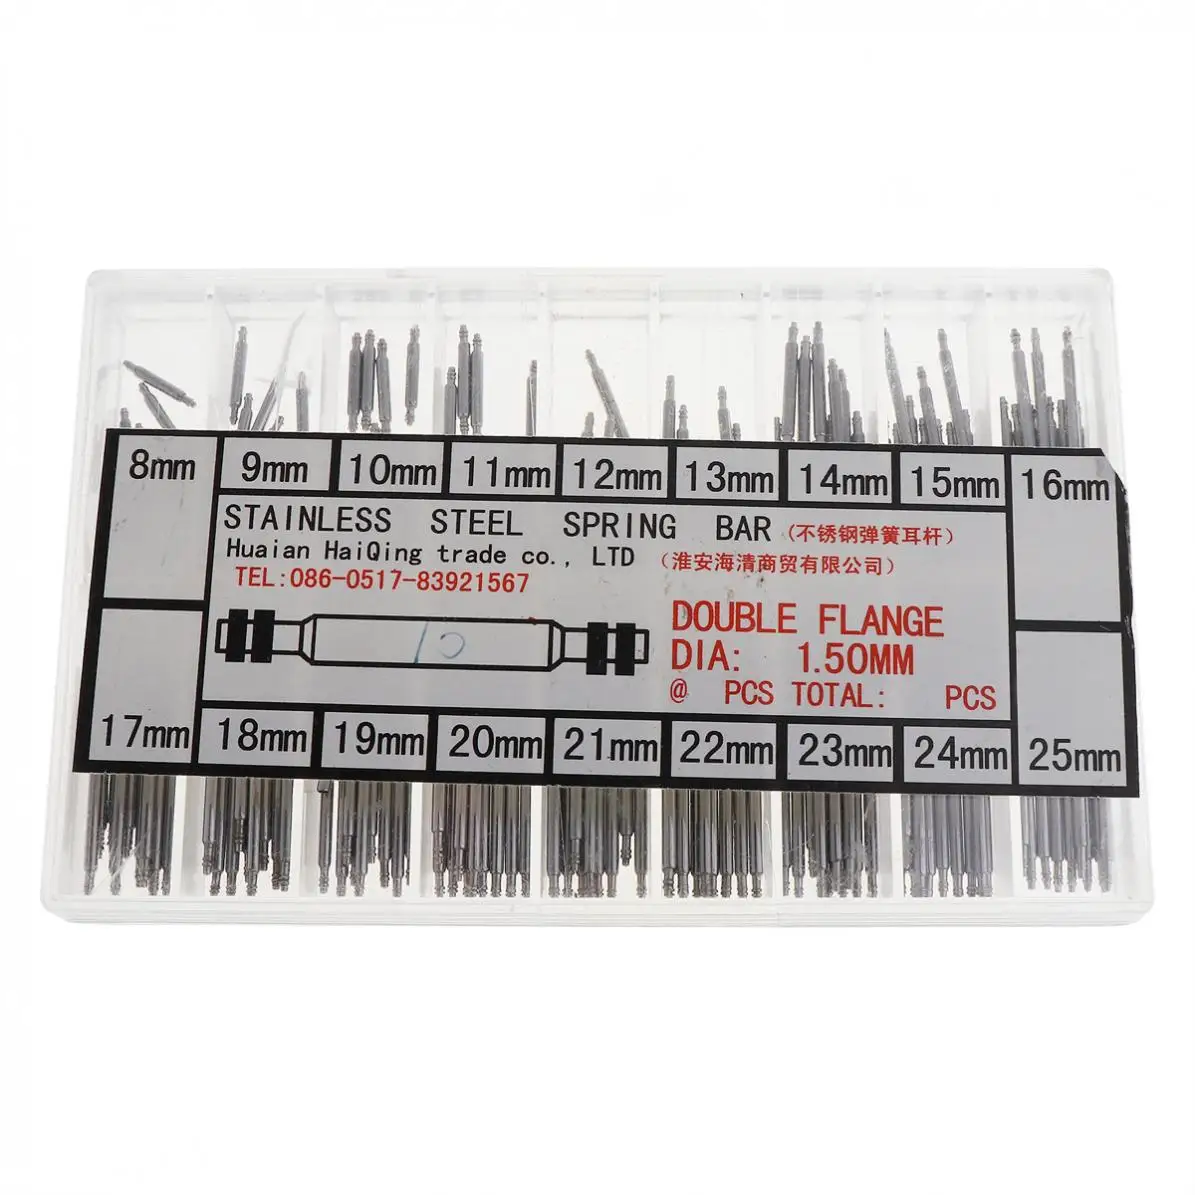 8mm 9mm 10mm 11mm 12mm 13mm 14mm 15mm 16mm
STAINLESS STEEL SPRING BAR (不锈钢弹簧耳杆)
Huaian HaiQing trade co., LTD (淮安海清商贸有限公司)
TEL:086-0517-83921567
DOUBLE FLANGE
DIA: 1.50MM
@ PCS TOTAL: PCS
17mm 18mm 19mm 20mm 21mm 22mm 23mm 24mm 25mm